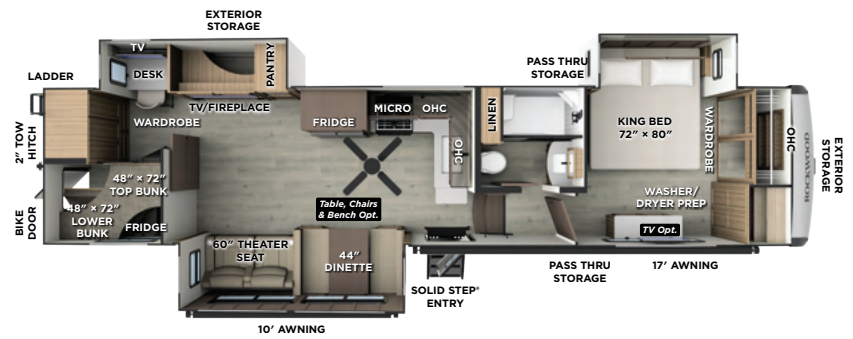 EXTERIOR
STORAGE
TV
DESK
PANTRY
LADDER
TV/FIREPLACE
WARDROBE
2" TOW
HITCH
FRIDGE
MICRO
OHC
OHC
LINEN
PASS THRU
STORAGE
KING BED
72" × 80"
WARDROBE
OHC
ROCKWOOD
EXTERIOR
STORAGE
48" × 72"
TOP BUNK
48" × 72"
LOWER
BUNK
FRIDGE
BIKE
DOOR
Table, Chairs
& Bench Opt.
WASHER/
DRYER PREP
TV Opt.
60" THEATER
SEAT
44"
DINETTE
SOLID STEP®
ENTRY
PASS THRU
STORAGE
17' AWNING
10' AWNING